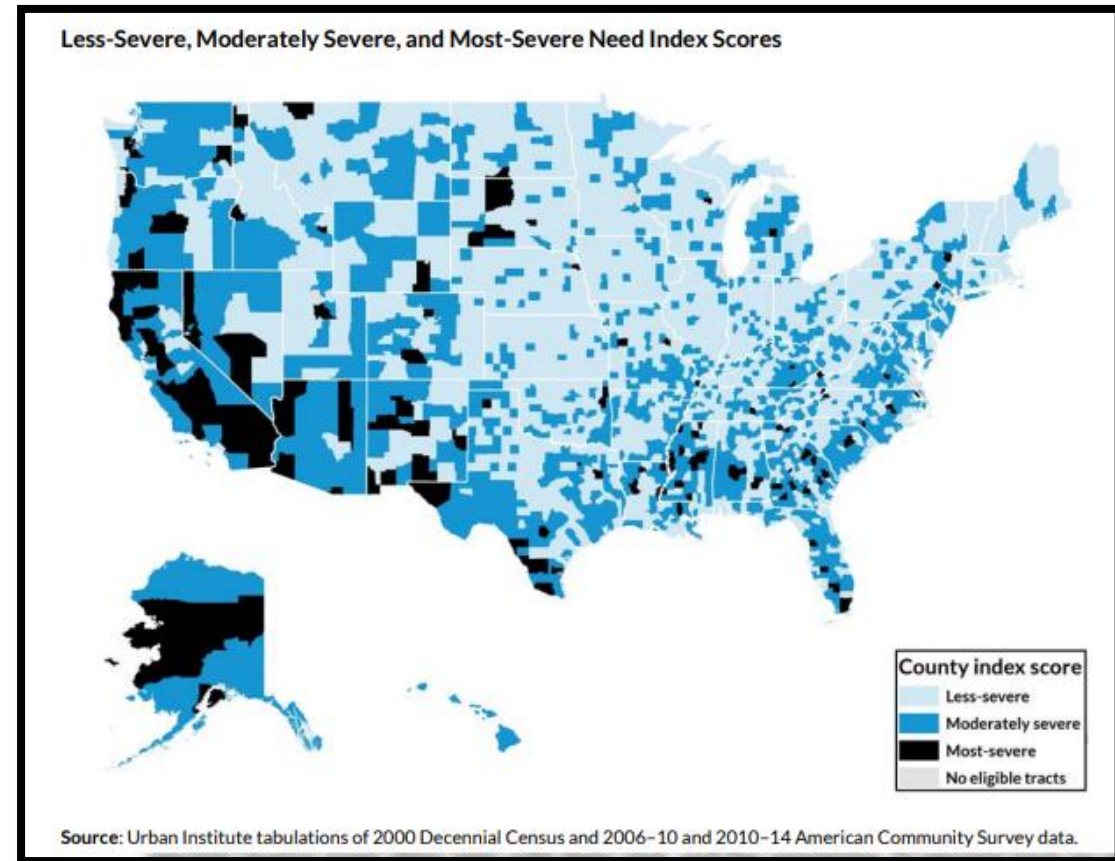 Less-Severe, Moderately Severe, and Most-Severe Need Index Scores
County index score
Less-severe
Moderately severe
Most-severe
No eligible tracts
Source: Urban Institute tabulations of 2000 Decennial Census and 2006–10 and 2010–14 American Community Survey data.